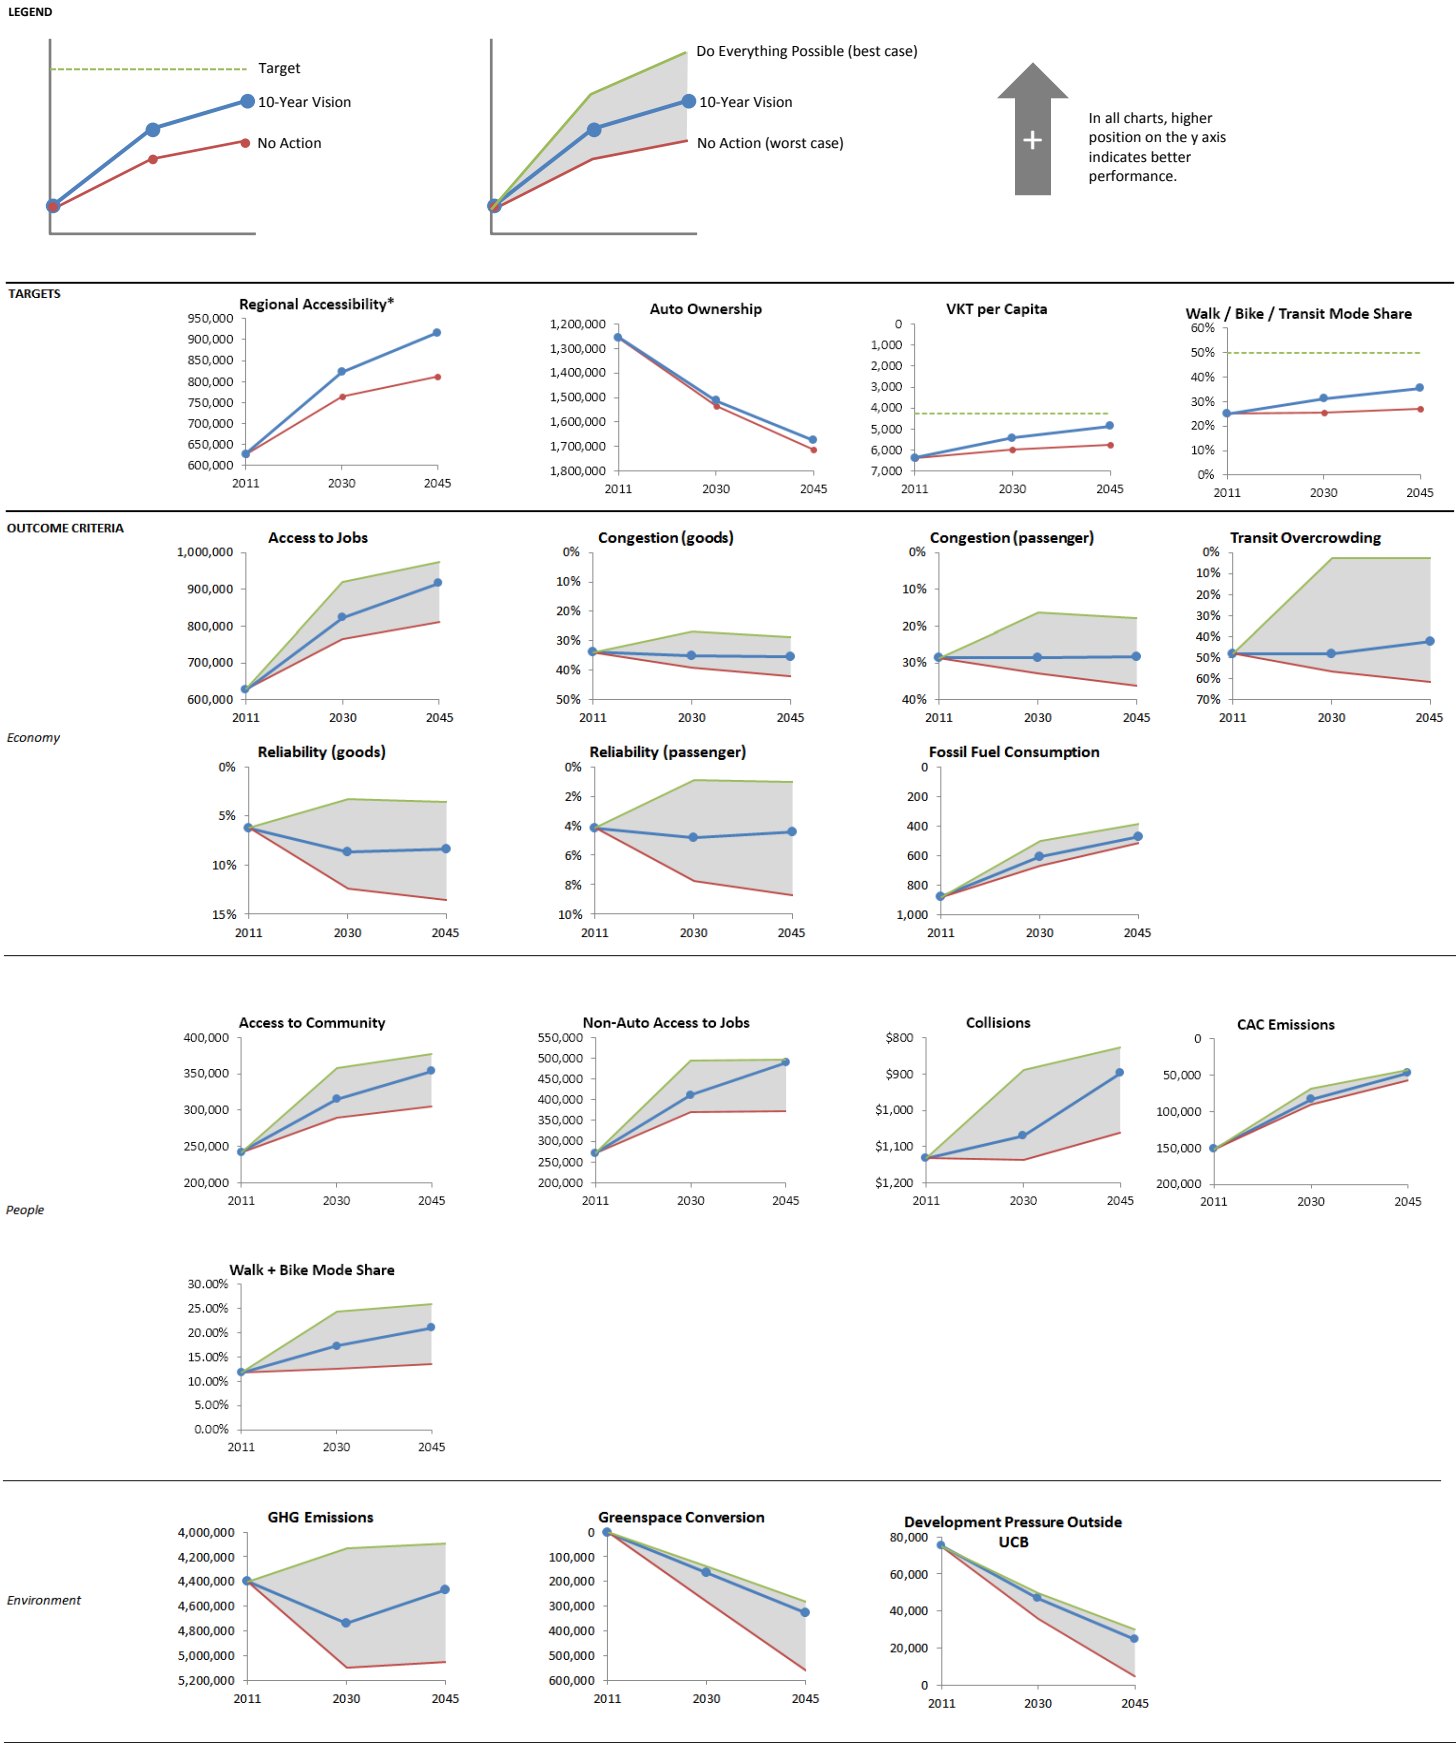 LEGEND
Target
10-Year Vision
No Action
Do Everything Possible (best case)
10-Year Vision
No Action (worst case)
+
In all charts, higher
position on the y axis
indicates better
performance.
TARGETS
Regional Accessibility*
950,000
900,000
850,000
800,000
750,000
700,000
650,000
600,000
2011 2030 2045
Auto Ownership
1,200,000
1,300,000
1,400,000
1,500,000
1,600,000
1,700,000
1,800,000
2011 2030 2045
VKT per Capita
0
1,000
2,000
3,000
4,000
5,000
6,000
7,000
2011 2030 2045
Walk / Bike / Transit Mode Share
60%
50%
40%
30%
20%
10%
0%
2011 2030 2045
OUTCOME CRITERIA
Economy
Access to Jobs
1,000,000
900,000
800,000
700,000
600,000
2011 2030 2045
Congestion (goods)
0%
10%
20%
30%
40%
50%
2011 2030 2045
Congestion (passenger)
0%
10%
20%
30%
40%
2011 2030 2045
Transit Overcrowding
0%
10%
20%
30%
40%
50%
60%
70%
2011 2030 2045
Reliability (goods)
0%
5%
10%
15%
2011 2030 2045
Reliability (passenger)
0%
2%
4%
6%
8%
10%
2011 2030 2045
Fossil Fuel Consumption
0
200
400
600
800
1,000
2011 2030 2045
People
Access to Community
400,000
350,000
300,000
250,000
200,000
2011 2030 2045
Non-Auto Access to Jobs
550,000
500,000
450,000
400,000
350,000
300,000
250,000
200,000
2011 2030 2045
Collisions
$800
$900
$1,000
$1,100
$1,200
2011 2030 2045
CAC Emissions
0
50,000
100,000
150,000
200,000
2011 2030 2045
Walk + Bike Mode Share
30.00%
25.00%
20.00%
15.00%
10.00%
5.00%
0.00%
2011 2030 2045
Environment
GHG Emissions
4,000,000
4,200,000
4,400,000
4,600,000
4,800,000
5,000,000
5,200,000
2011 2030 2045
Greenspace Conversion
0
100,000
200,000
300,000
400,000
500,000
600,000
2011 2030 2045
Development Pressure Outside
UCB
80,000
60,000
40,000
20,000
0
2011 2030 2045